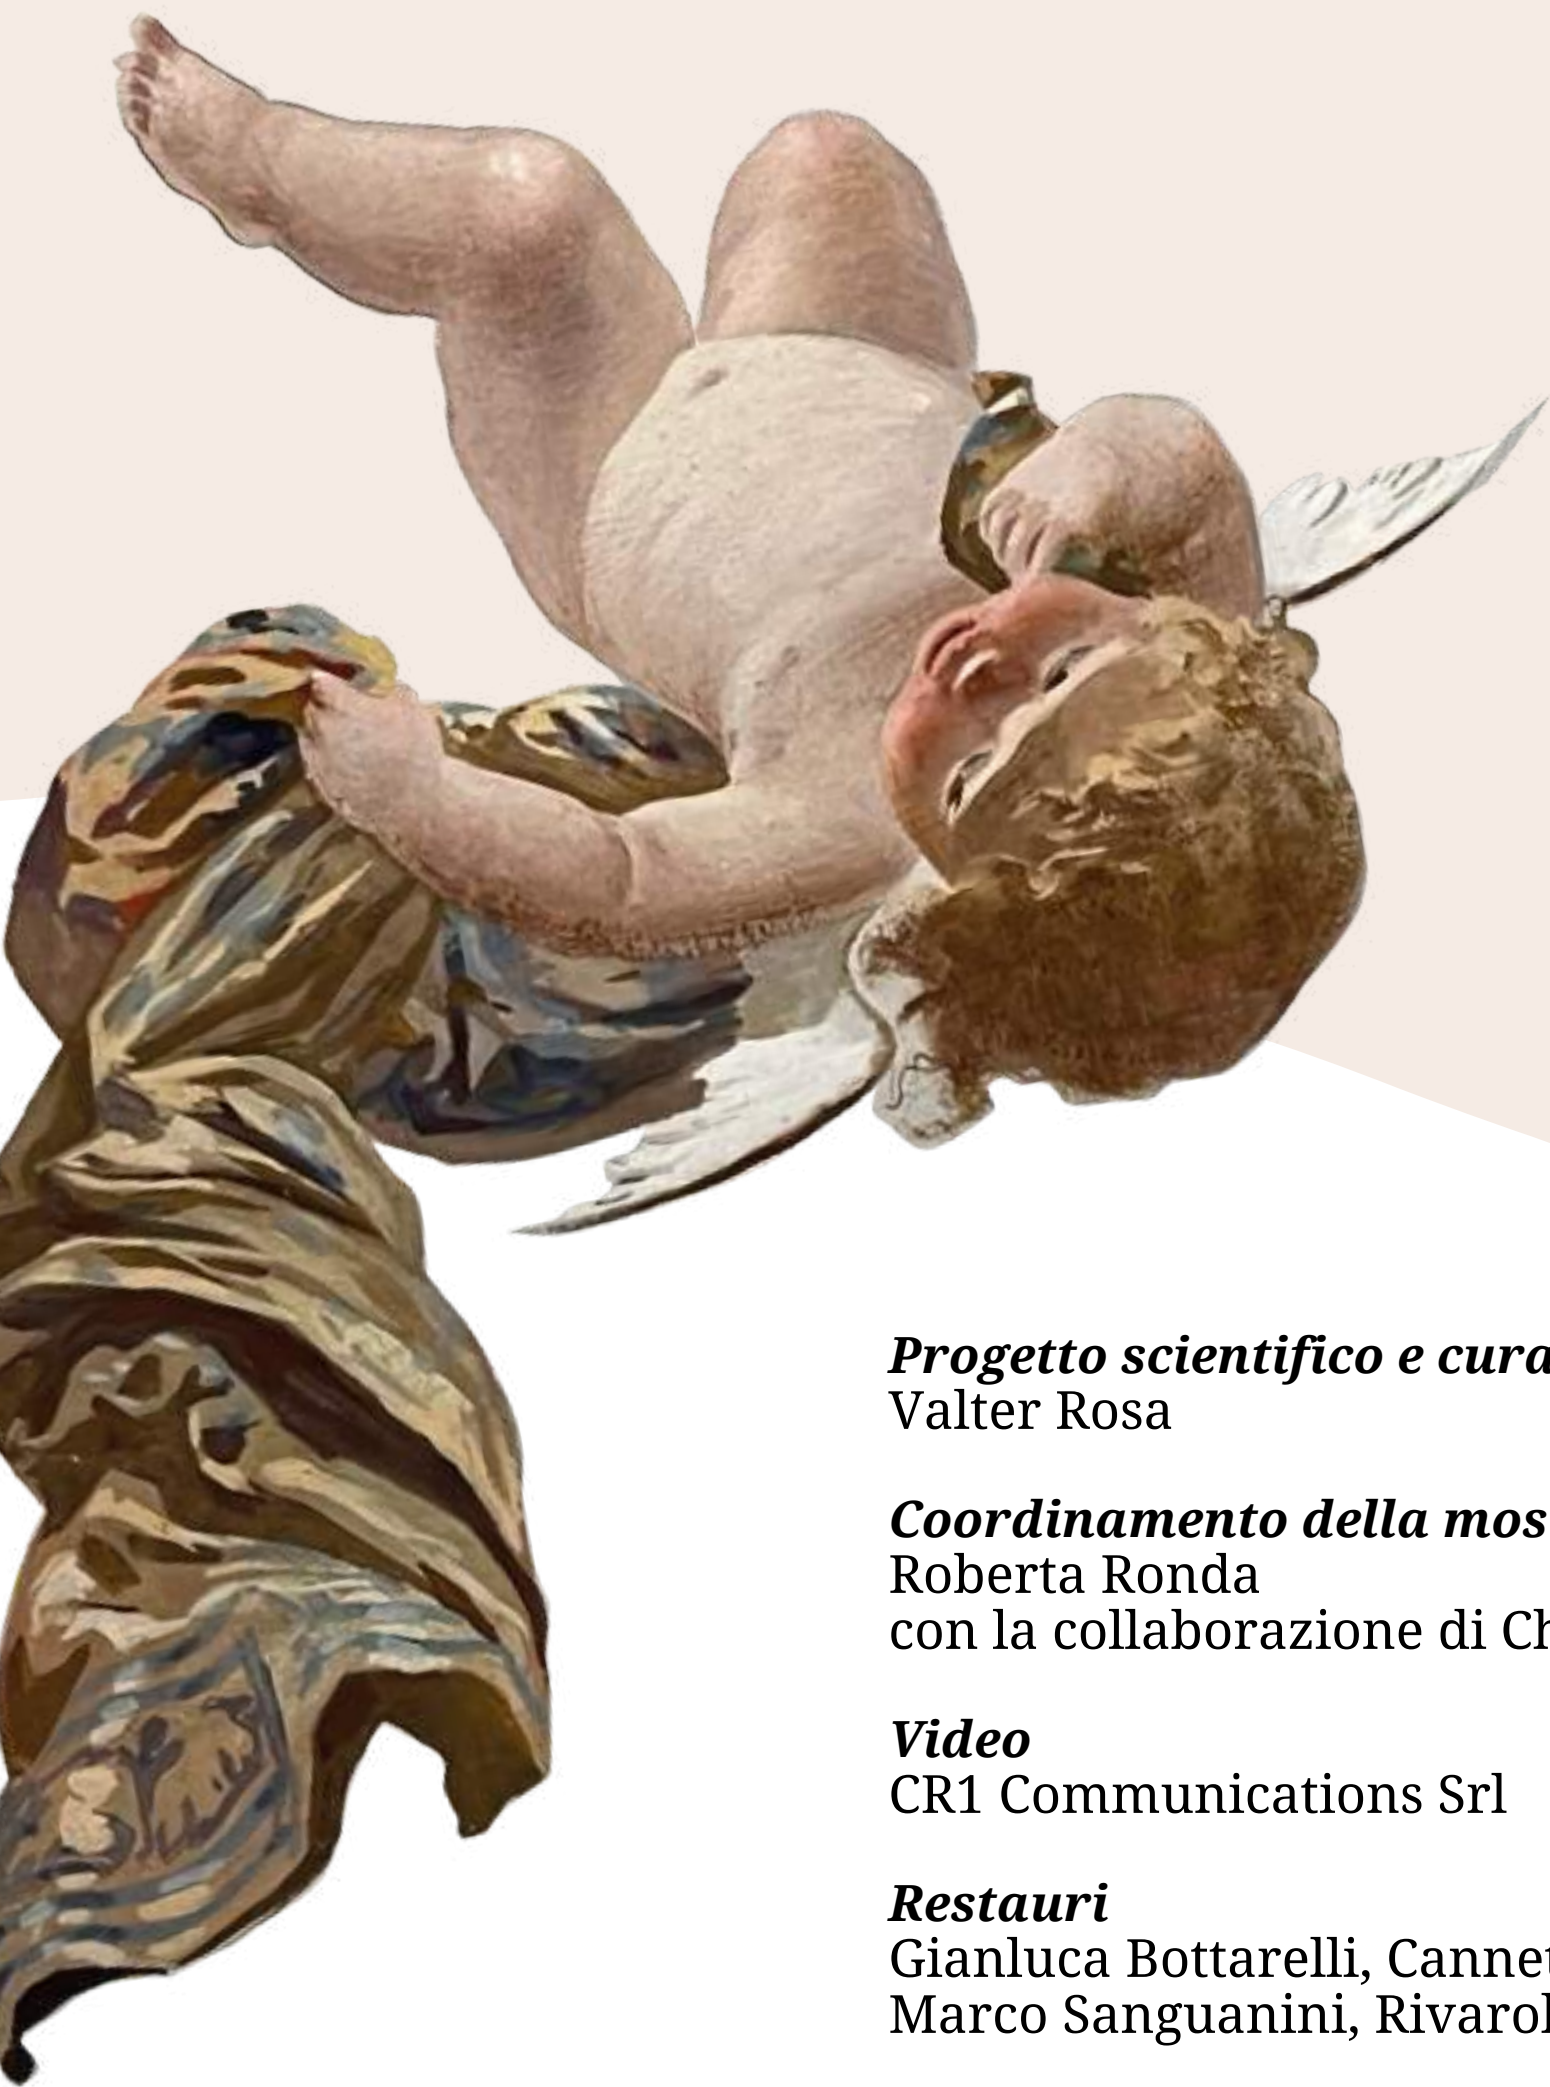 Progetto scientifico e cura
Valter Rosa
Coordinamento della mos
Roberta Ronda
con la collaborazione di Ch
Video
CR1 Communications Srl
Restauri
Gianluca Bottarelli, Cannet
Marco Sanguanini, Rivarol